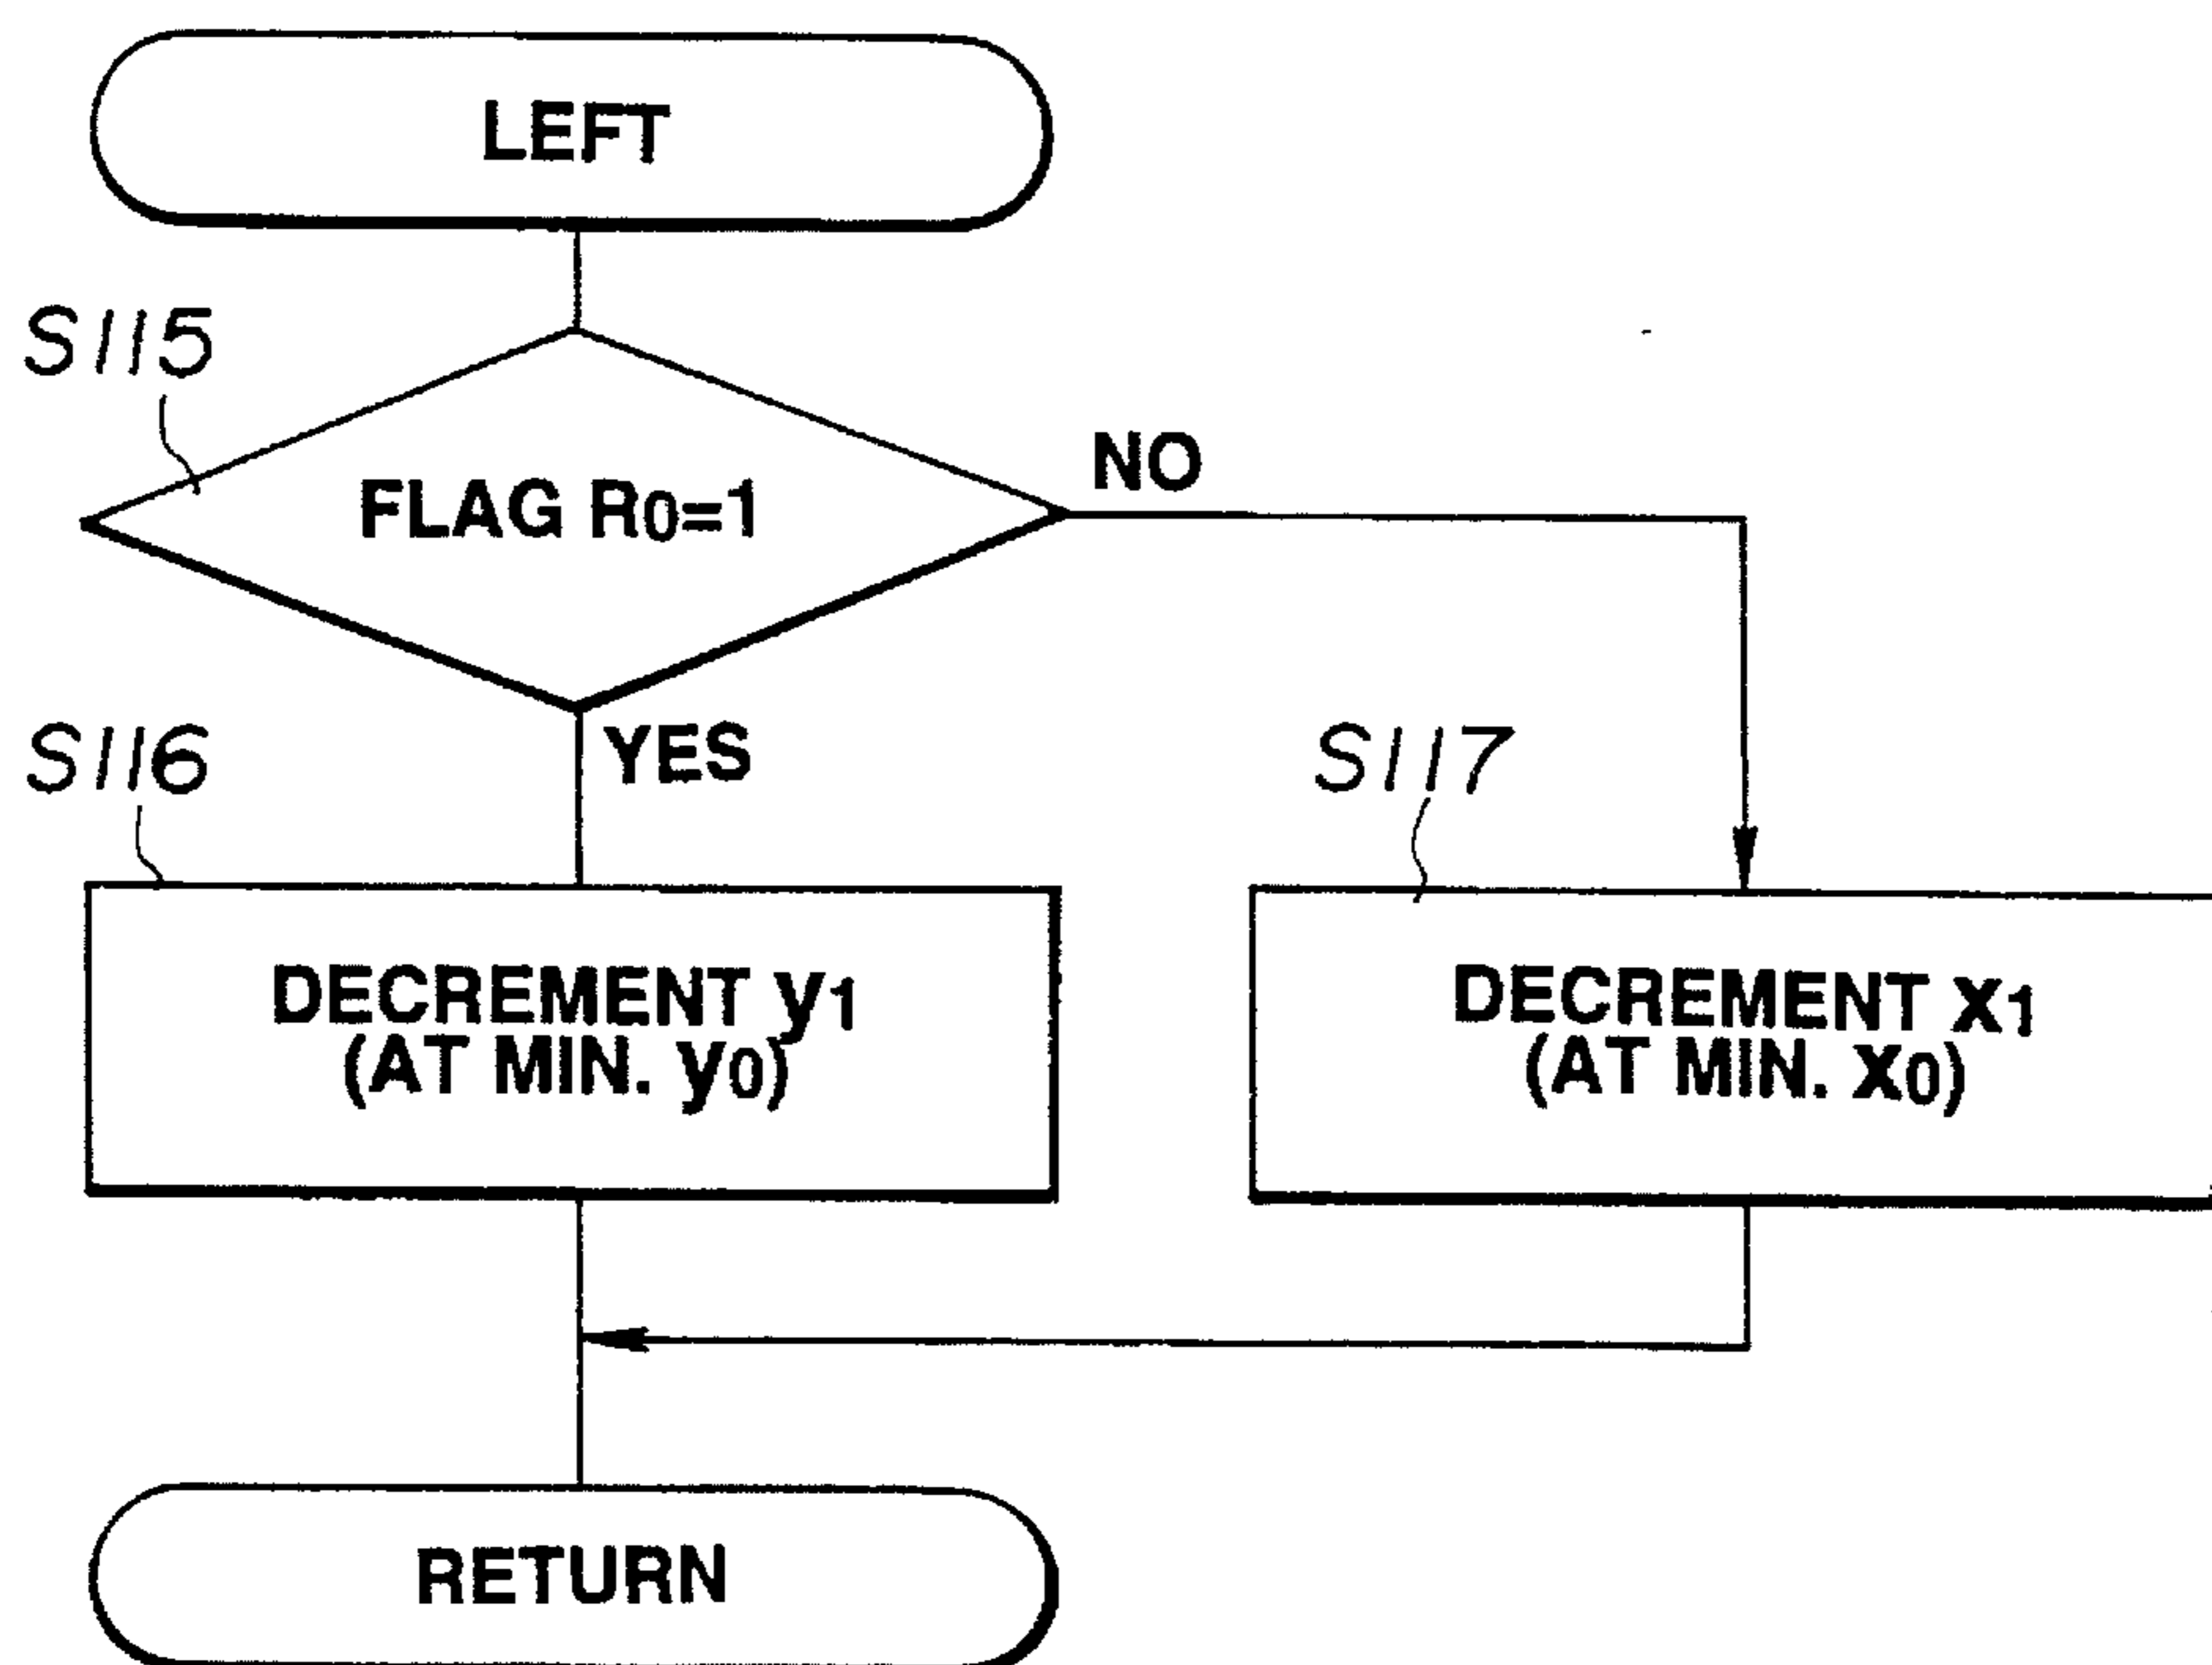 LEFT
S115
FLAG R0=1
NO
YES
S116
S117
DECREMENT y1
(AT MIN. y0)
DECREMENT x1
(AT MIN. x0)
RETURN